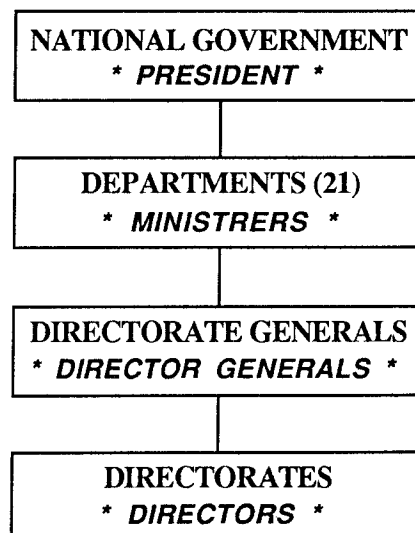 NATIONAL GOVERNMENT
* PRESIDENT *
DEPARTMENTS (21)
* MINISTRERS *
DIRECTORATE GENERALS
* DIRECTOR GENERALS *
DIRECTORATES
* DIRECTORS *